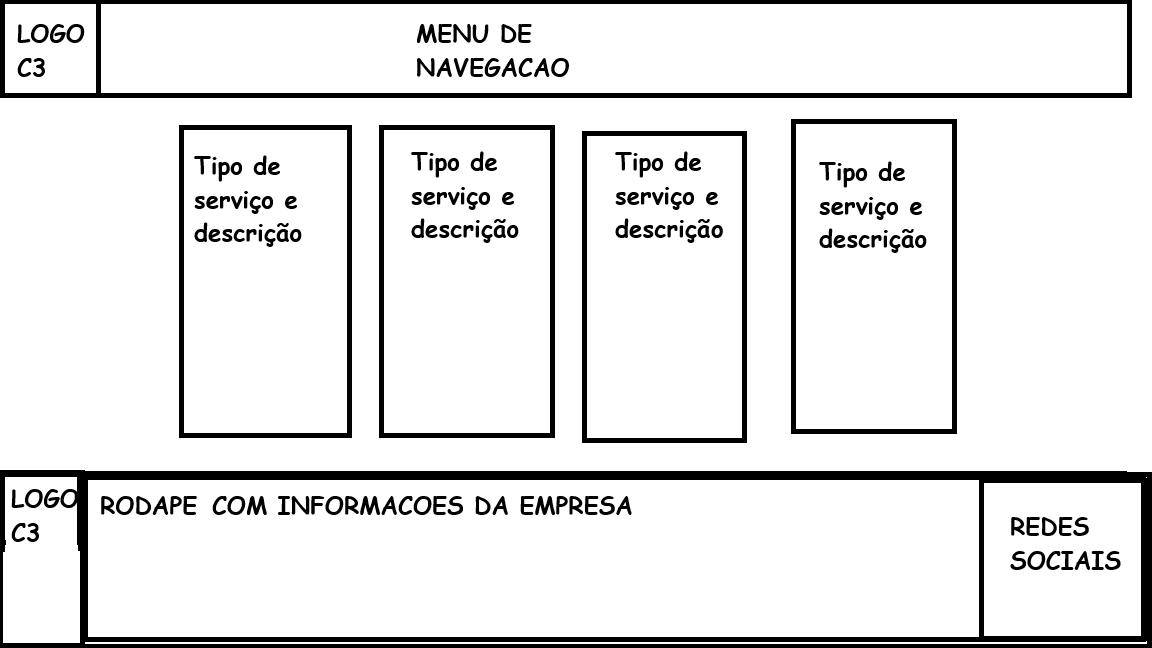 LOGO
C3
MENU DE
NAVEGACAO
Tipo de
serviço e
descrição
Tipo de
serviço e
descrição
Tipo de
serviço e
descrição
Tipo de
serviço e
descrição
LOGO
C3
RODAPE COM INFORMACOES DA EMPRESA
REDES
SOCIAIS